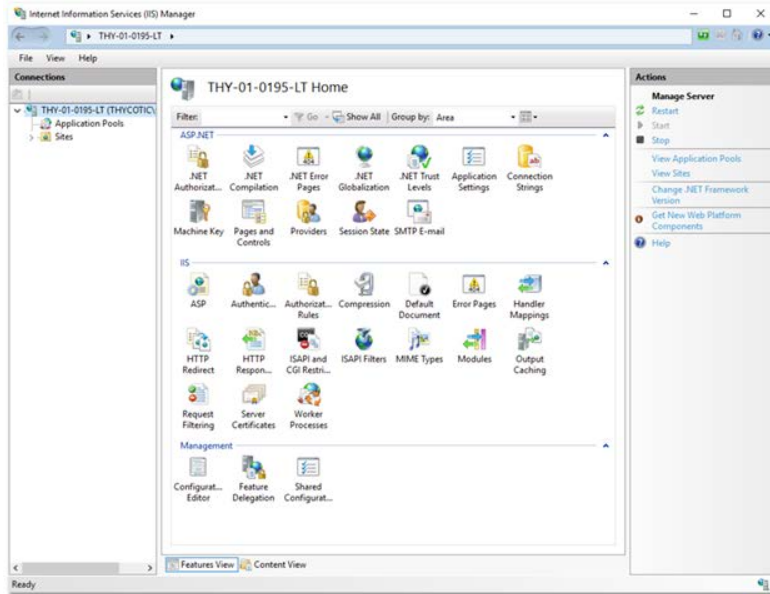 Internet Information Services (IIS) Manager
THY-01-0195-LT
File View Help
Connections
THY-01-0195-LT (THYCOTIC\
Application Pools
Sites
THY-01-0195-LT Home
Filter: Go Show All Group by: Area
ASP.NET
.NET Authorizat...
.NET Compilation
.NET Error Pages
.NET Globalization
.NET Trust Levels
Application Settings
Connection Strings
Machine Key
Pages and Controls
Providers
Session State
SMTP E-mail
IIS
ASP
Authentic...
Authorizat... Rules
Compression
Default Document
Error Pages
Handler Mappings
HTTP Redirect
HTTP Respon...
ISAPI and CGI Restri...
ISAPI Filters
MIME Types
Modules
Output Caching
Request Filtering
Server Certificates
Worker Processes
Management
Configurat... Editor
Feature Delegation
Shared Configurat...
Features View Content View
Ready
Actions
Manage Server
Restart
Start
Stop
View Application Pools
View Sites
Change .NET Framework
Version
Get New Web Platform
Components
Help